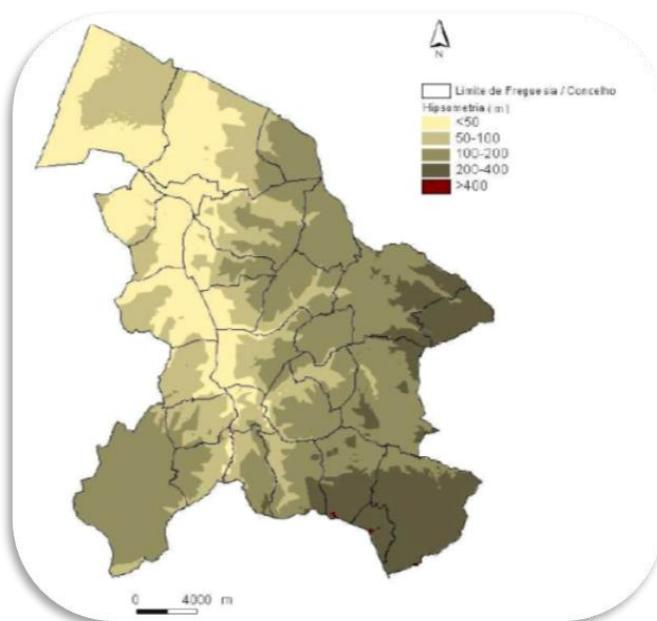 N
Limite de Freguesia / Concelho
Hipsometria ( m )
<50
50-100
100-200
200-400
>400
0 4000 m